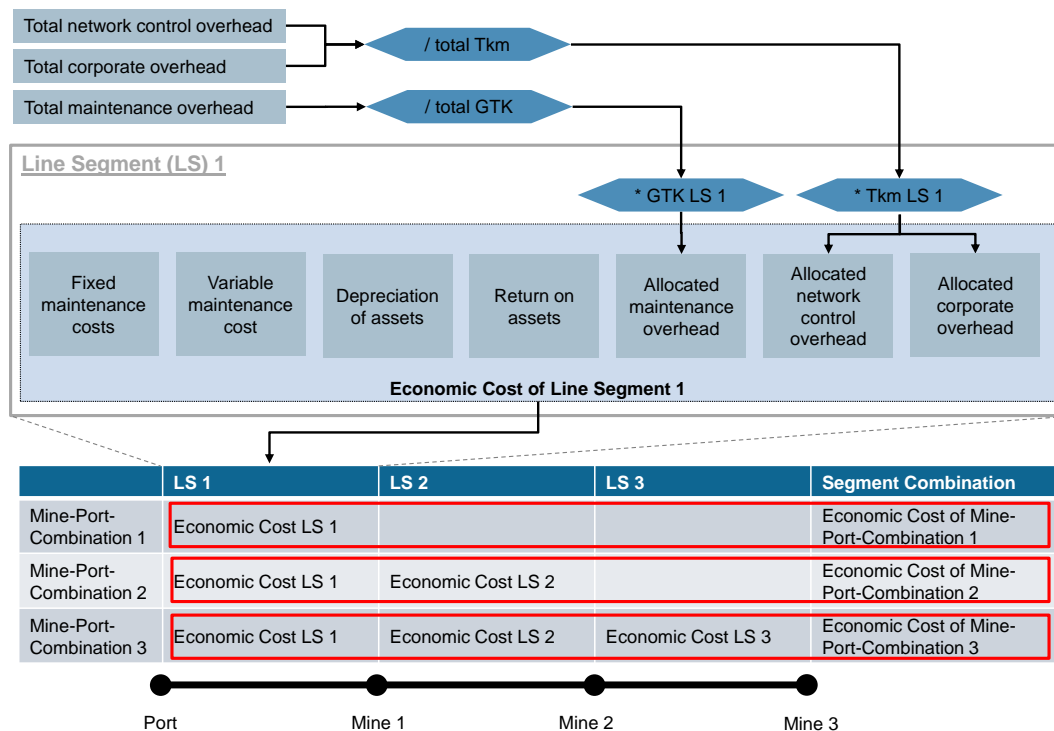 Total network control overhead
Total corporate overhead
/ total Tkm
Total maintenance overhead
/ total GTK
Line Segment (LS) 1
* GTK LS 1
* Tkm LS 1
Fixed
maintenance
costs
Variable
maintenance
cost
Depreciation
of assets
Return on
assets
Allocated
maintenance
overhead
Allocated
network
control
overhead
Allocated
corporate
overhead
Economic Cost of Line Segment 1
LS 1
LS 2
LS 3
Segment Combination
Mine-Port-
Combination 1
Economic Cost LS 1
Economic Cost of Mine-
Port-Combination 1
Mine-Port-
Combination 2
Economic Cost LS 1
Economic Cost LS 2
Economic Cost of Mine-
Port-Combination 2
Mine-Port-
Combination 3
Economic Cost LS 1
Economic Cost LS 2
Economic Cost LS 3
Economic Cost of Mine-
Port-Combination 3
Port
Mine 1
Mine 2
Mine 3